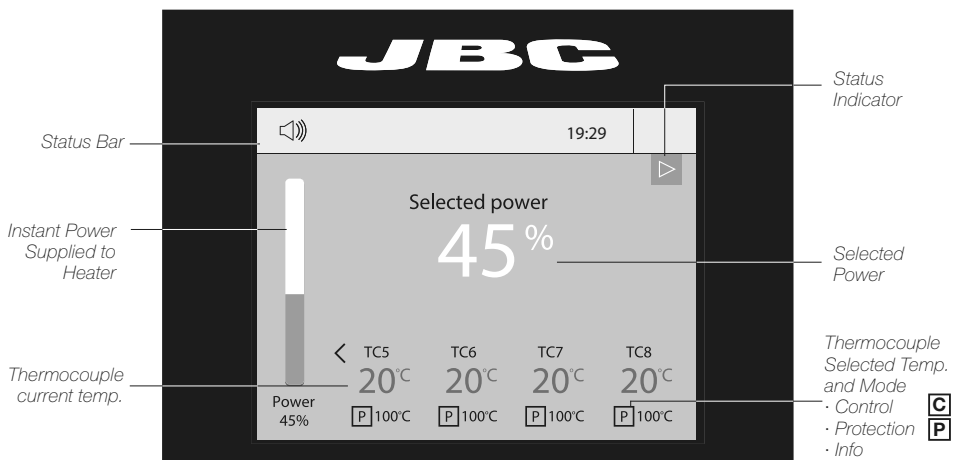 JBC
Status
Indicator
Status Bar
19:29
Instant Power
Supplied to
Heater
Selected power
45%
Selected
Power
Thermocouple
current temp.
TC5 TC6 TC7 TC8
20°C 20°C 20°C 20°C
P 100°C P 100°C P 100°C P 100°C
Power
45%
Thermocouple
Selected Temp.
and Mode
· Control C
· Protection P
· Info